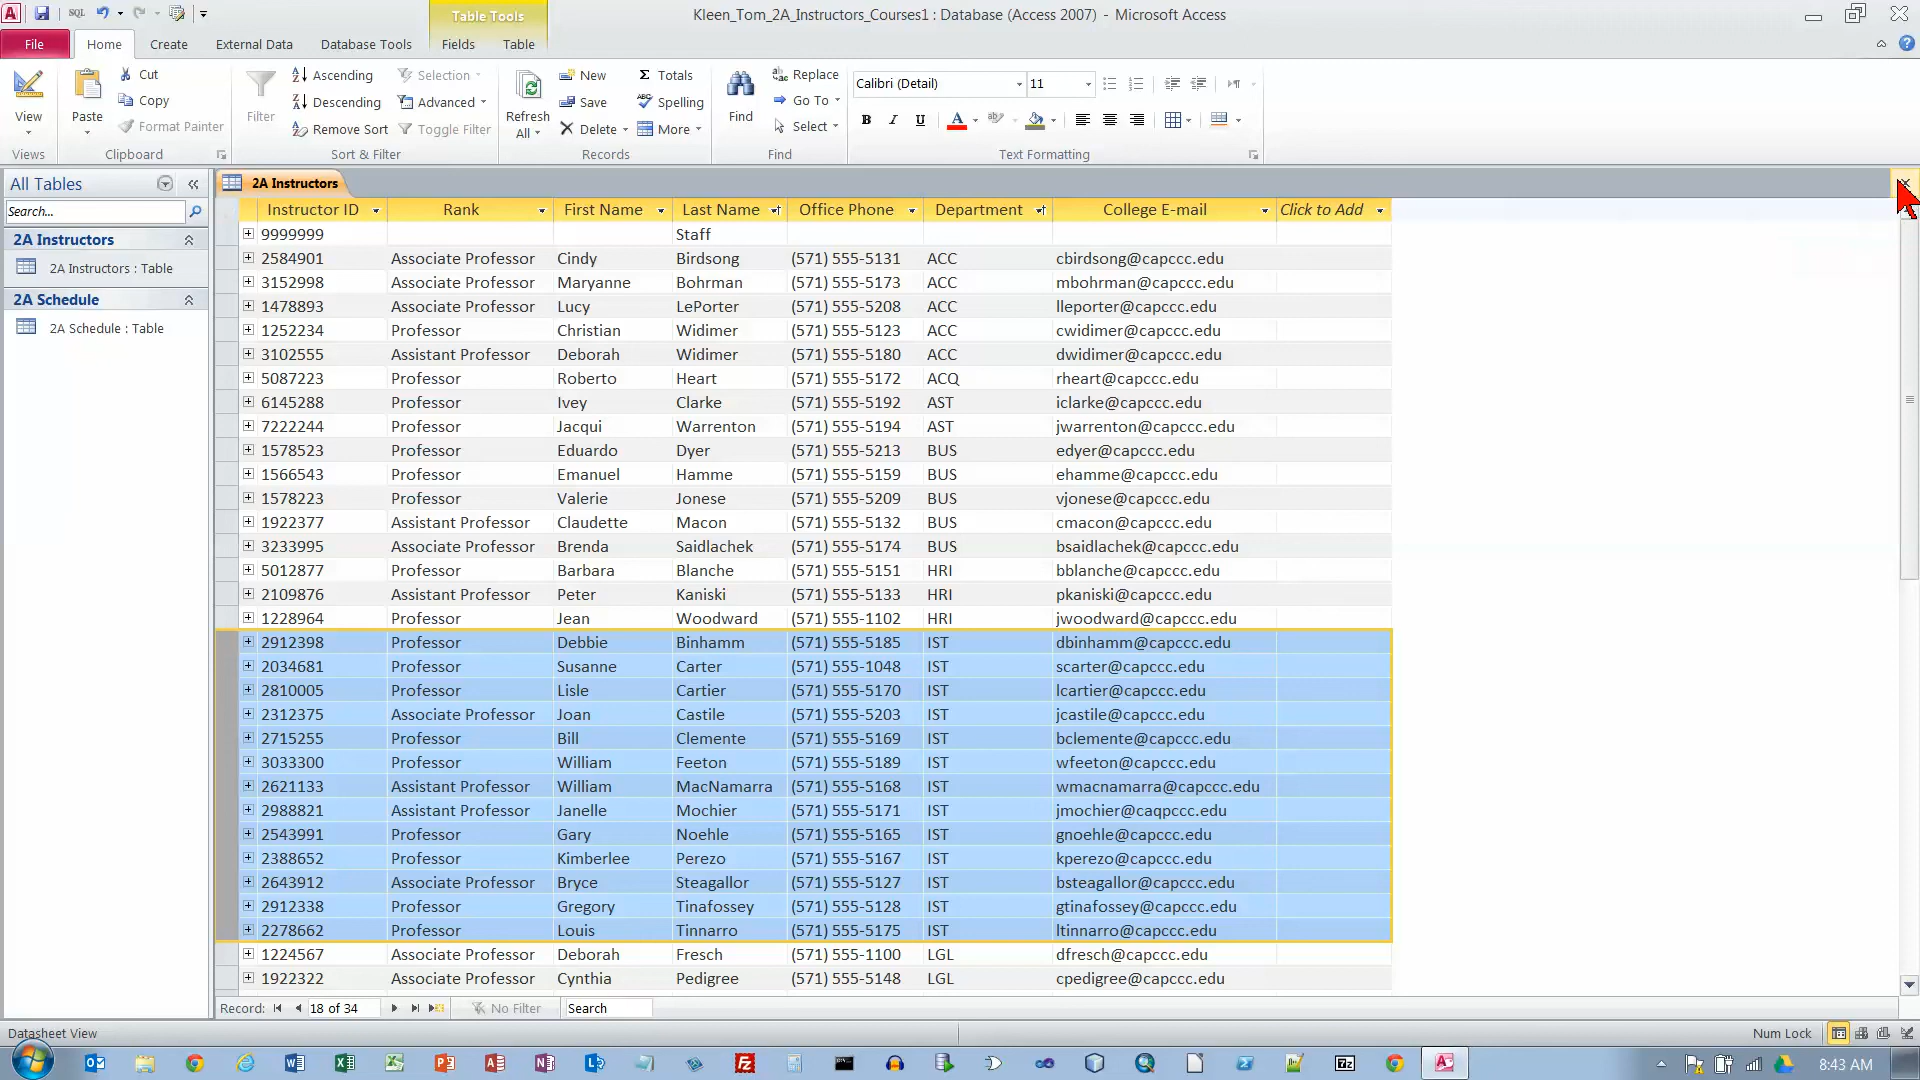 Table Tools
Kleen_Tom_2A_Instructors_Courses1 : Database (Access 2007) - Microsoft Access
File Home Create External Data Database Tools Fields Table
View Paste Cut Copy Format Painter
Filter Ascending Descending Remove Sort Selection Advanced Toggle Filter
Refresh All New Save Delete Totals Spelling More
Find Replace Go To Select
Calibri (Detail) 11
B I U A
Views Clipboard Sort & Filter Records Find Text Formatting
All Tables
Search...
2A Instructors
2A Instructors : Table
2A Schedule
2A Schedule : Table
2A Instructors
Instructor ID Rank First Name Last Name Office Phone Department College E-mail Click to Add
9999999 Staff
2584901 Associate Professor Cindy Birdsong (571) 555-5131 ACC cbirdsong@capccc.edu
3152998 Associate Professor Maryanne Bohrman (571) 555-5173 ACC mbohrman@capccc.edu
1478893 Associate Professor Lucy LePorter (571) 555-5208 ACC lleporter@capccc.edu
1252234 Professor Christian Widimer (571) 555-5123 ACC cwidimer@capccc.edu
3102555 Assistant Professor Deborah Widimer (571) 555-5180 ACC dwidimer@capccc.edu
5087223 Professor Roberto Heart (571) 555-5172 ACQ rheart@capccc.edu
6145288 Professor Ivey Clarke (571) 555-5192 AST iclarke@capccc.edu
7222244 Professor Jacqui Warrenton (571) 555-5194 AST jwarrenton@capccc.edu
1578523 Professor Eduardo Dyer (571) 555-5213 BUS edyer@capccc.edu
1566543 Professor Emanuel Hamme (571) 555-5159 BUS ehamme@capccc.edu
1578223 Professor Valerie Jonese (571) 555-5209 BUS vjonese@capccc.edu
1922377 Assistant Professor Claudette Macon (571) 555-5132 BUS cmacon@capccc.edu
3233995 Associate Professor Brenda Saidlachek (571) 555-5174 BUS bsaidlachek@capccc.edu
5012877 Professor Barbara Blanche (571) 555-5151 HRI bblanche@capccc.edu
2109876 Assistant Professor Peter Kaniski (571) 555-5133 HRI pkaniski@capccc.edu
1228964 Professor Jean Woodward (571) 555-1102 HRI jwoodward@capccc.edu
2912398 Professor Debbie Binhamm (571) 555-5185 IST dbinhamm@capccc.edu
2034681 Professor Susanne Carter (571) 555-1048 IST scarter@capccc.edu
2810005 Professor Lisle Cartier (571) 555-5170 IST lcartier@capccc.edu
2312375 Associate Professor Joan Castile (571) 555-5203 IST jcastile@capccc.edu
2715255 Professor Bill Clemente (571) 555-5169 IST bclemente@capccc.edu
3033300 Professor William Feeton (571) 555-5189 IST wfeeton@capccc.edu
2621133 Assistant Professor William MacNamarra (571) 555-5168 IST wmacnamarra@capccc.edu
2988821 Assistant Professor Janelle Mochier (571) 555-5171 IST jmochier@caqpccc.edu
2543991 Professor Gary Noehle (571) 555-5165 IST gnoehle@capccc.edu
2388652 Professor Kimberlee Perezo (571) 555-5167 IST kperezo@capccc.edu
2643912 Associate Professor Bryce Steagallor (571) 555-5127 IST bsteagallor@capccc.edu
2912338 Professor Gregory Tinafossey (571) 555-5128 IST gtinafossey@capccc.edu
2278662 Professor Louis Tinnarro (571) 555-5175 IST ltinnarro@capccc.edu
1224567 Associate Professor Deborah Fresch (571) 555-1100 LGL dfresch@capccc.edu
1922322 Associate Professor Cynthia Pedigree (571) 555-5148 LGL cpedigree@capccc.edu
Record: 18 of 34 No Filter Search
Datasheet View Num Lock
8:43 AM